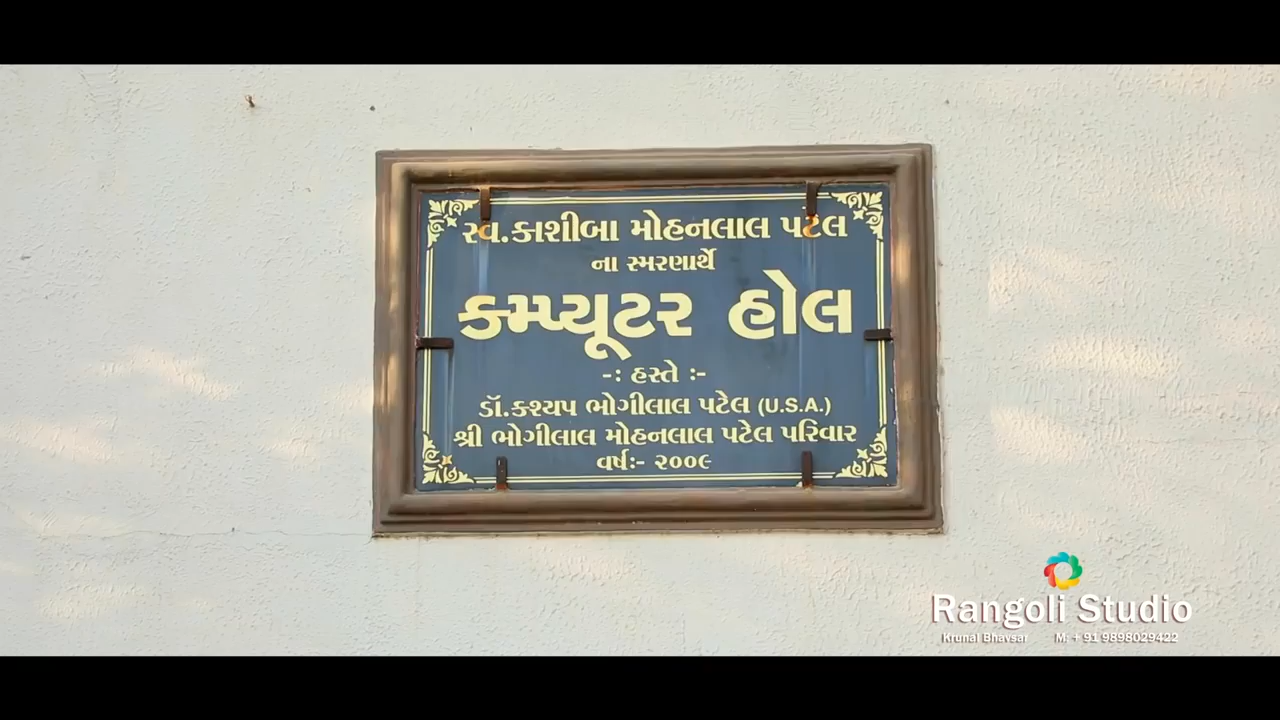 સ્વ.કાશીબા મોહનલાલ પટેલ
ના સ્મરણાર્થે
કમ્પ્યૂટર હોલ
-: હસ્તે :-
ડૉ.કશ્યપ ભોગીલાલ પટેલ (U.S.A.)
શ્રી ભોગીલાલ મોહનલાલ પટેલ પરિવાર
વર્ષ:- ૨૦૦૯
Rangoli Studio
Krunal Bhavsar M: + 91 9898029422